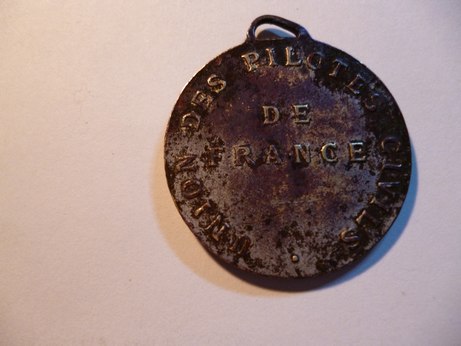 UNION DES PILOTES CIVILS
DE
FRANCE